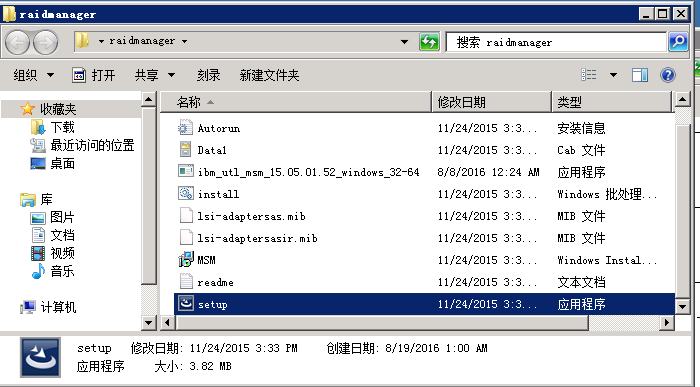 raidmanager
raidmanager
搜索 raidmanager
组织 打开 共享 刻录 新建文件夹
收藏夹
下载
最近访问的位置
桌面
库
图片
文档
视频
音乐
计算机
名称 修改日期 类型
Autorun 11/24/2015 3:3... 安装信息
Data1 11/24/2015 3:3... Cab 文件
ibm_utl_msm_15.05.01.52_windows_32-64 8/8/2016 12:24 AM 应用程序
install 11/24/2015 3:3... Windows 批处理...
lsi-adaptersas.mib 11/24/2015 3:3... MIB 文件
lsi-adaptersasir.mib 11/24/2015 3:3... MIB 文件
MSM 11/24/2015 3:3... Windows Instal...
readme 11/24/2015 3:3... 文本文档
setup 11/24/2015 3:3... 应用程序
setup 修改日期: 11/24/2015 3:33 PM 创建日期: 8/19/2016 1:00 AM
应用程序 大小: 3.82 MB